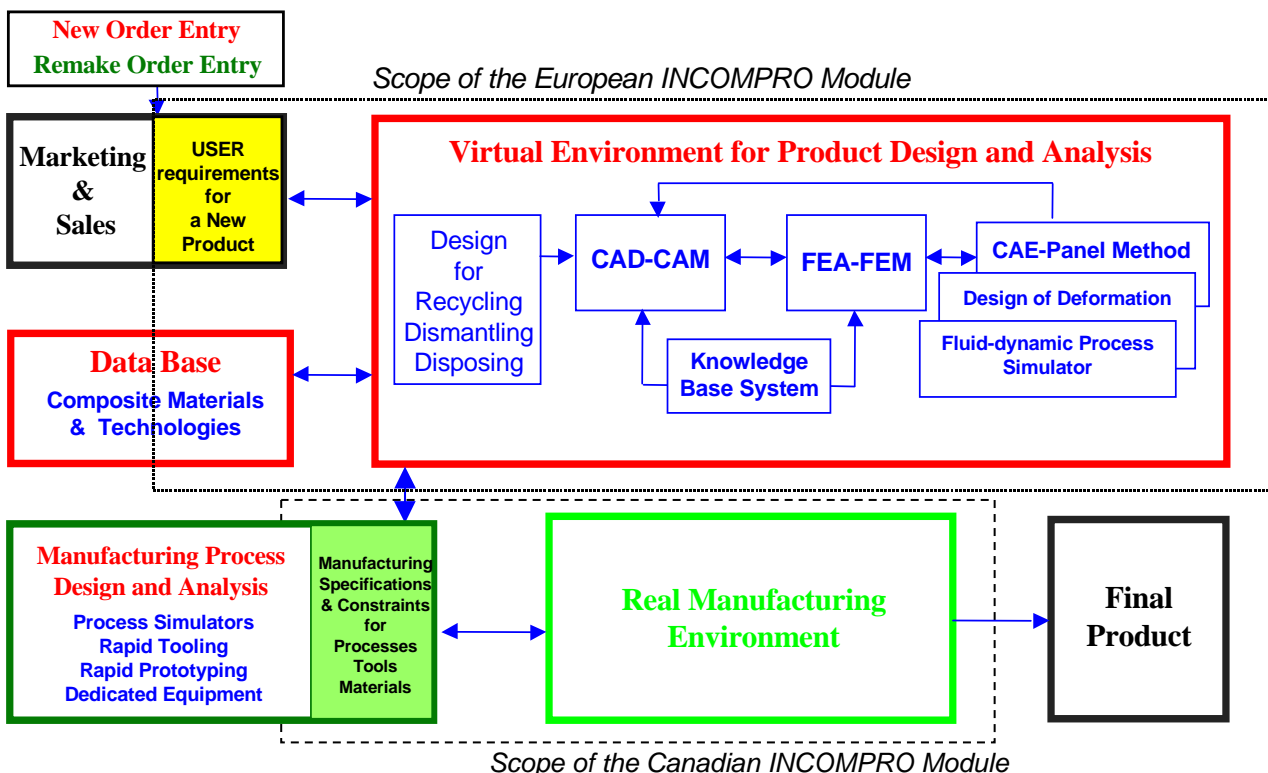 New Order Entry
Remake Order Entry
Scope of the European INCOMPRO Module
Marketing
&
Sales
USER
requirements
for
a New
Product
Virtual Environment for Product Design and Analysis
Design
for
Recycling
Dismantling
Disposing
CAD-CAM
FEA-FEM
CAE-Panel Method
Design of Deformation
Fluid-dynamic Process
Simulator
Knowledge
Base System
Data Base
Composite Materials
& Technologies
Manufacturing Process
Design and Analysis
Process Simulators
Rapid Tooling
Rapid Prototyping
Dedicated Equipment
Manufacturing
Specifications
& Constraints
for
Processes
Tools
Materials
Real Manufacturing
Environment
Final
Product
Scope of the Canadian INCOMPRO Module